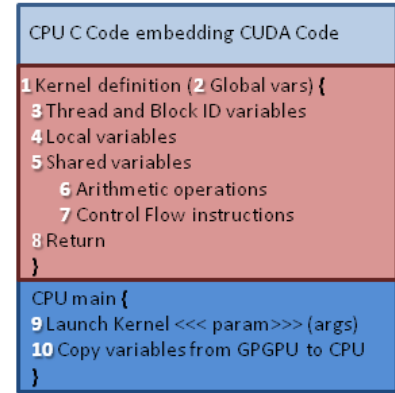 CPU C Code embedding CUDA Code
1 Kernel definition (2 Global vars) {
3 Thread and Block ID variables
4 Local variables
5 Shared variables
6 Arithmetic operations
7 Control Flow instructions
8 Return
}
CPU main {
9 Launch Kernel <<< param>>> (args)
10 Copy variables from GPGPU to CPU
}